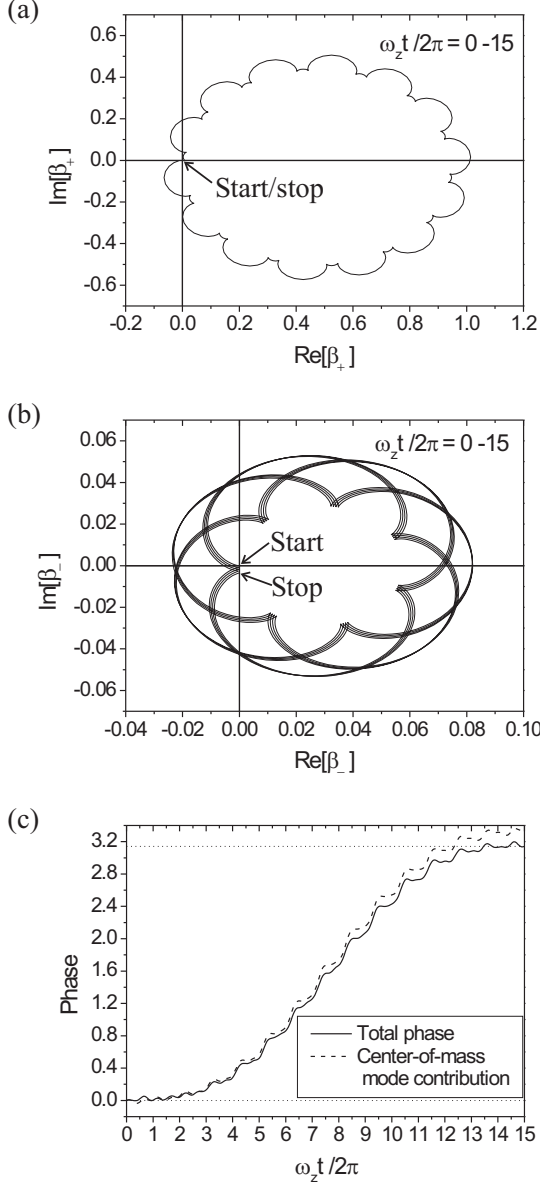 (a)
ω_z t /2π = 0 -15
Im[β₊]
0.6
0.4
0.2
0.0
-0.2
-0.4
-0.6
Start/stop
-0.2 0.0 0.2 0.4 0.6 0.8 1.0 1.2
Re[β₊]
(b)
ω_z t /2π = 0 -15
Im[β₋]
0.06
0.04
0.02
0.00
-0.02
-0.04
-0.06
Start
Stop
-0.04 -0.02 0.00 0.02 0.04 0.06 0.08 0.10
Re[β₋]
(c)
Phase
3.2
2.8
2.4
2.0
1.6
1.2
0.8
0.4
0.0
Total phase
Center-of-mass
mode contribution
0 1 2 3 4 5 6 7 8 9 10 11 12 13 14 15
ω_z t /2π